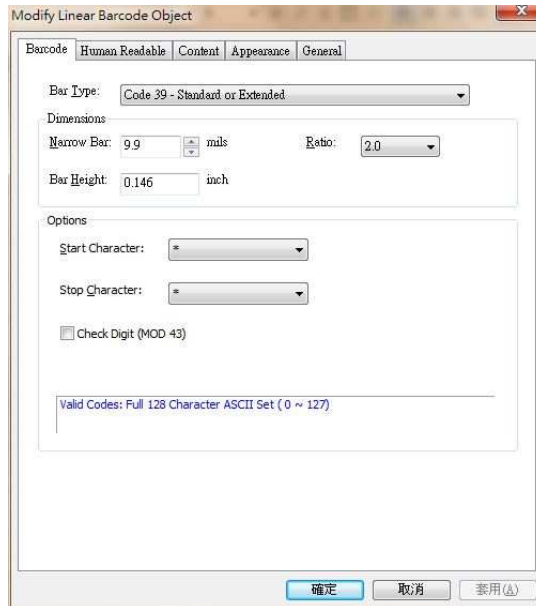 Modify Linear Barcode Object
Barcode Human Readable Content Appearance General
Bar Type: Code 39 - Standard or Extended
Dimensions
Narrow Bar: 9.9 mils Ratio: 2.0
Bar Height: 0.146 inch
Options
Start Character: *
Stop Character: *
Check Digit (MOD 43)
Valid Codes: Full 128 Character ASCII Set ( 0 ~ 127)
確定 取消 套用(A)